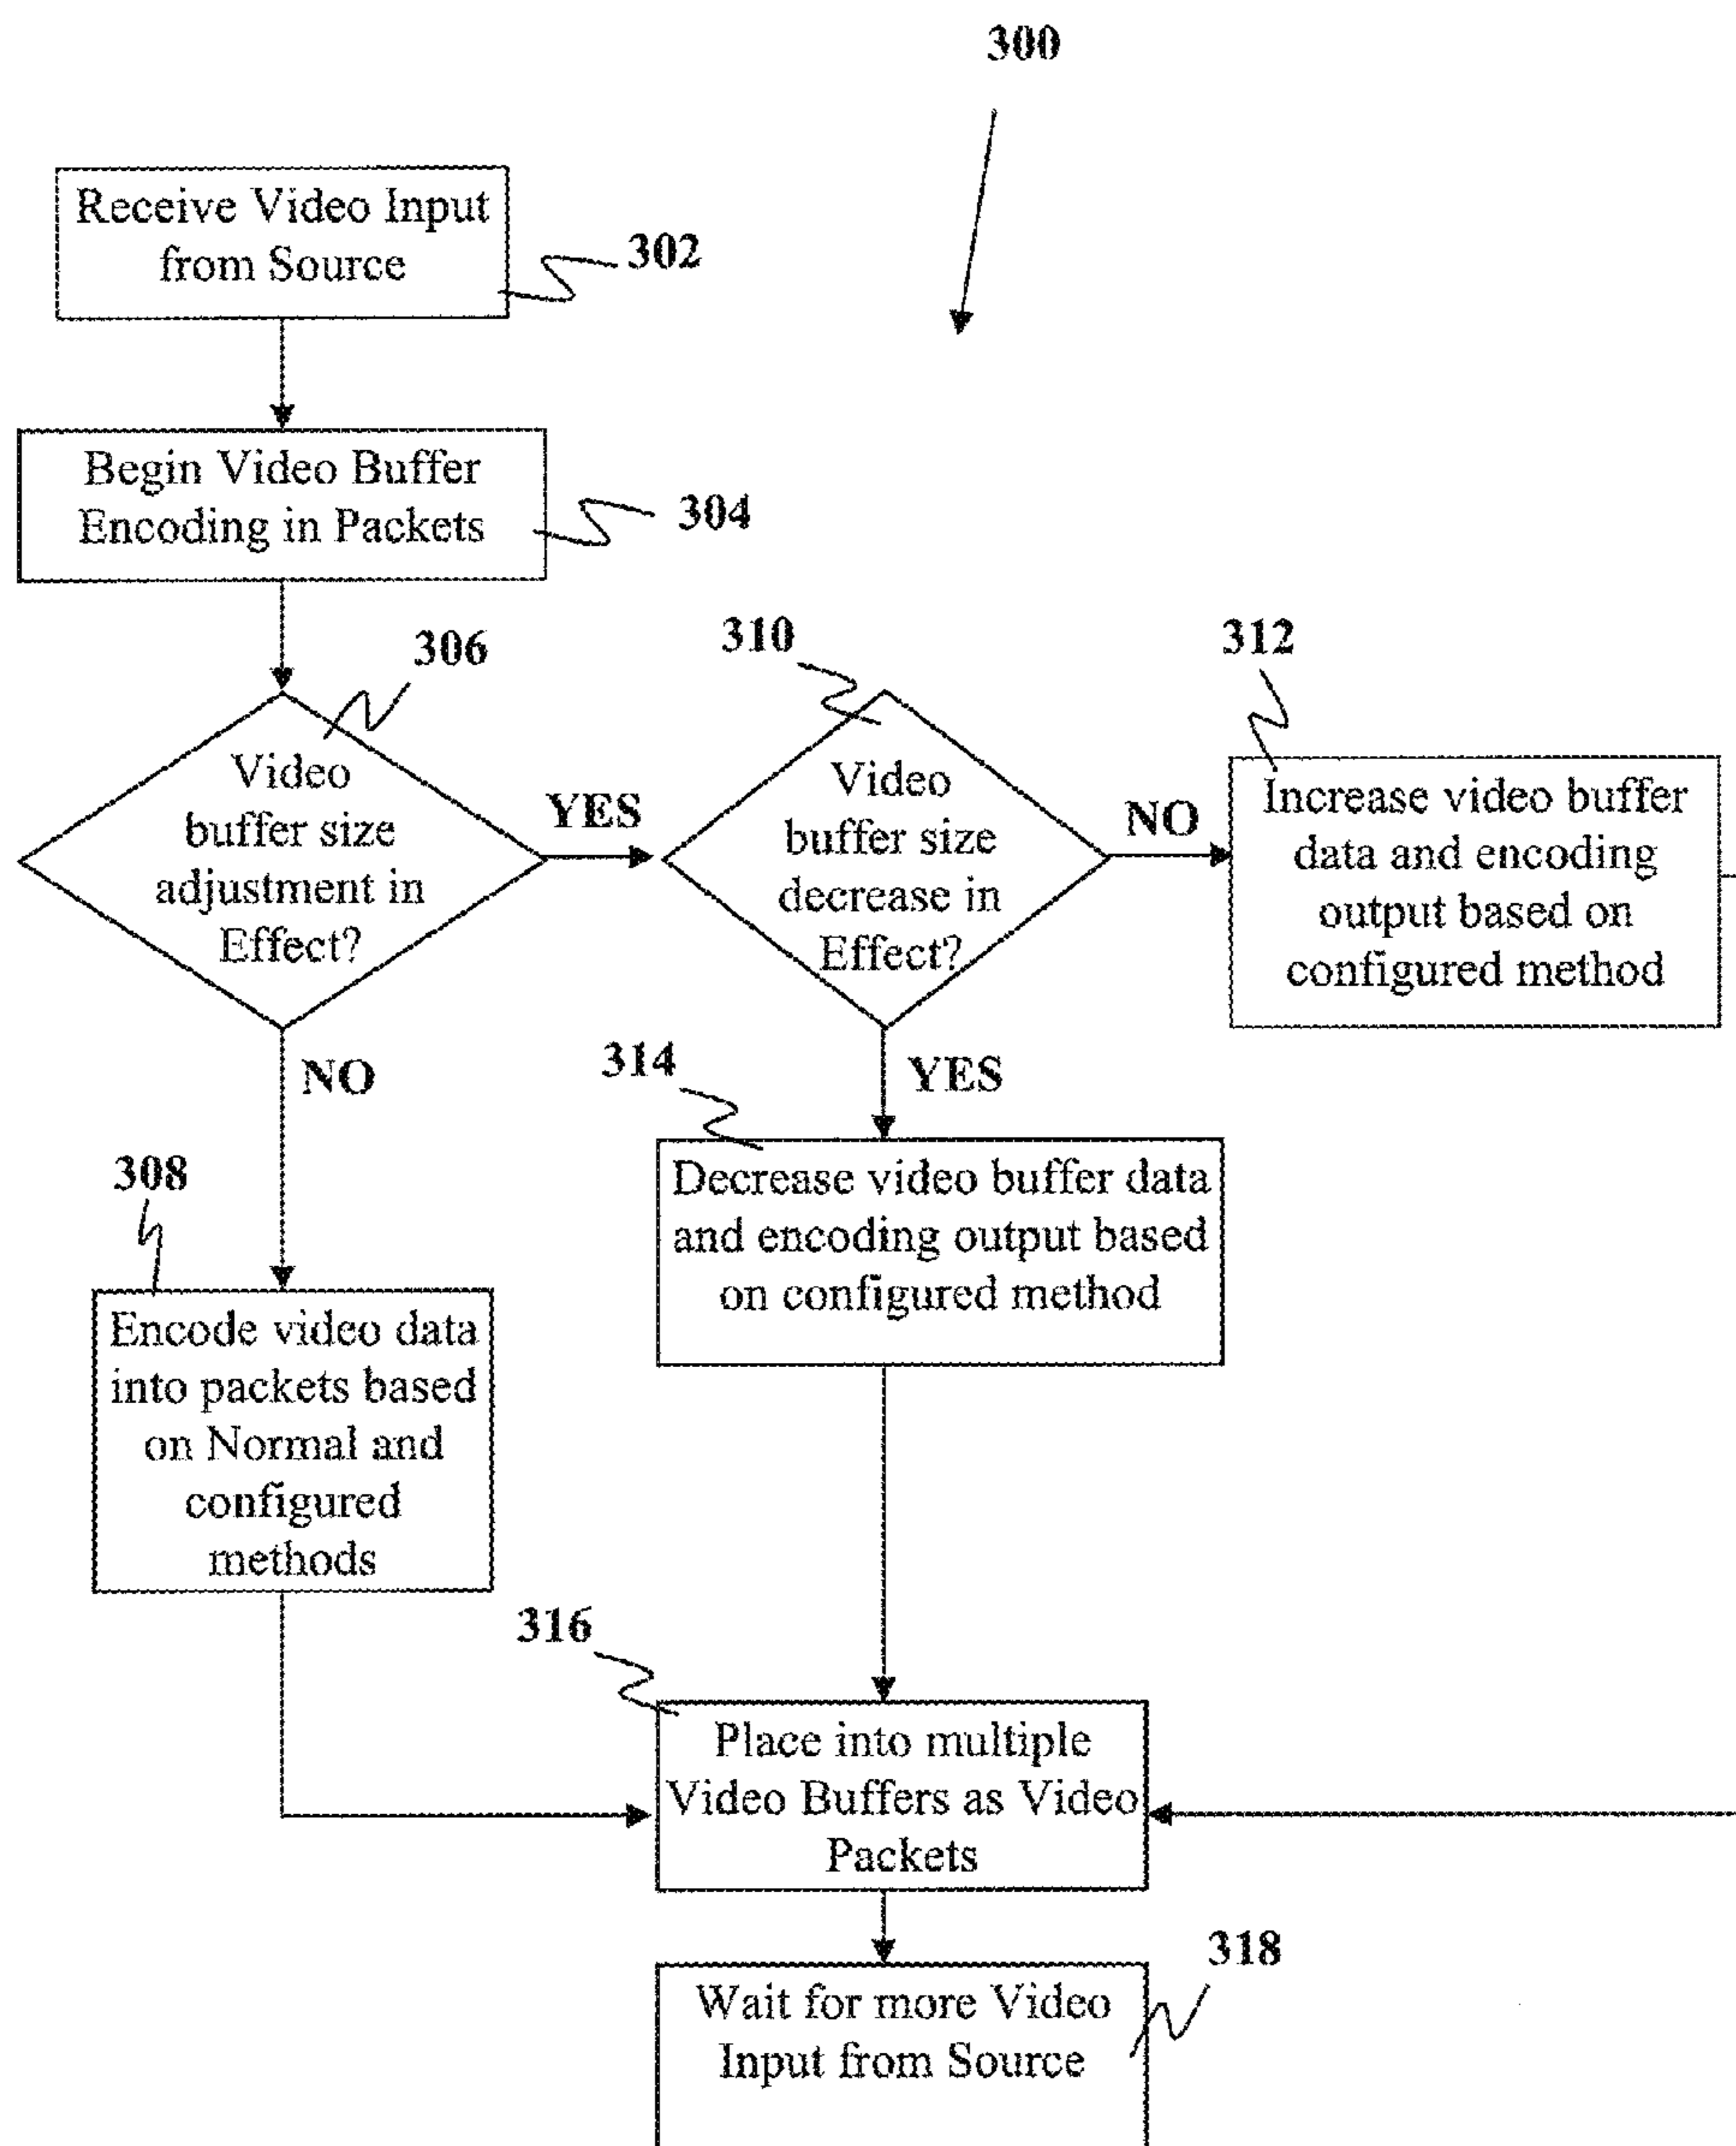 300
Receive Video Input
from Source
302
Begin Video Buffer
Encoding in Packets
304
306
Video
buffer size
adjustment in
Effect?
YES
310
Video
buffer size
decrease in
Effect?
NO
312
Increase video buffer
data and encoding
output based on
configured method
NO
314
YES
Decrease video buffer data
and encoding output based
on configured method
308
Encode video data
into packets based
on Normal and
configured
methods
316
Place into multiple
Video Buffers as Video
Packets
318
Wait for more Video
Input from Source